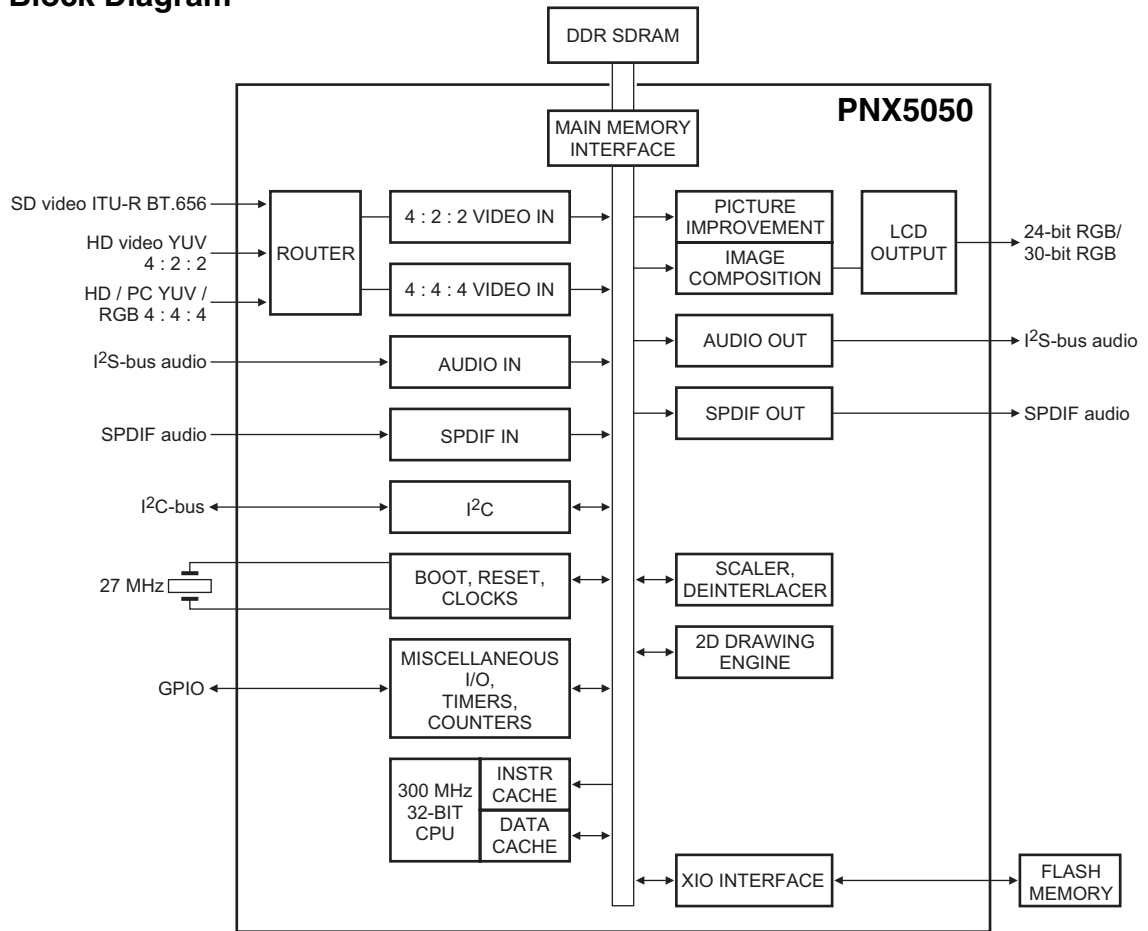 Block Diagram
DDR SDRAM
PNX5050
MAIN MEMORY
INTERFACE
SD video ITU-R BT.656
HD video YUV
4 : 2 : 2
HD / PC YUV /
RGB 4 : 4 : 4
ROUTER
4 : 2 : 2 VIDEO IN
4 : 4 : 4 VIDEO IN
PICTURE
IMPROVEMENT
IMAGE
COMPOSITION
LCD
OUTPUT
24-bit RGB/
30-bit RGB
I2S-bus audio
AUDIO IN
AUDIO OUT
I2S-bus audio
SPDIF audio
SPDIF IN
SPDIF OUT
SPDIF audio
I2C-bus
I2C
27 MHz
BOOT, RESET,
CLOCKS
SCALER,
DEINTERLACER
GPIO
MISCELLANEOUS
I/O,
TIMERS,
COUNTERS
2D DRAWING
ENGINE
300 MHz
32-BIT
CPU
INSTR
CACHE
DATA
CACHE
XIO INTERFACE
FLASH
MEMORY